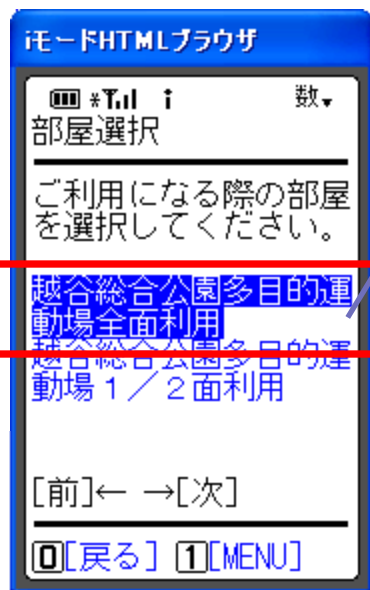 iモードHTMLブラウザ
数▼
部屋選択
ご利用になる際の部屋
を選択してください。
越谷総合公園多目的運
動場全面利用
越谷総合公園多目的運
動場1/2面利用
[前]← →[次]
0[戻る] 1[MENU]